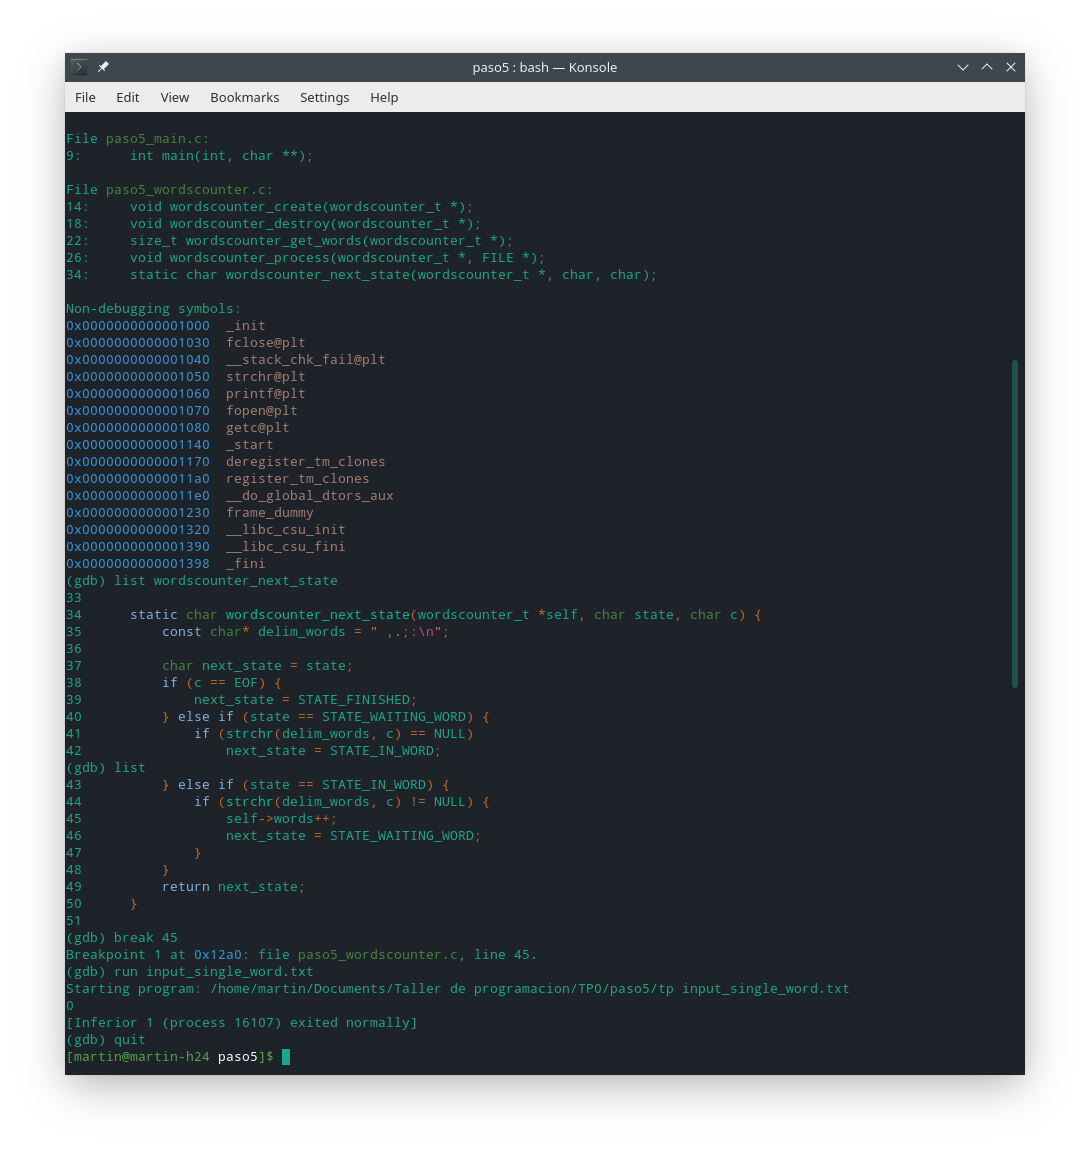 paso5 : bash — Konsole
File Edit View Bookmarks Settings Help
File paso5_main.c:
9:      int main(int, char **);
File paso5_wordscounter.c:
14:     void wordscounter_create(wordscounter_t *);
18:     void wordscounter_destroy(wordscounter_t *);
22:     size_t wordscounter_get_words(wordscounter_t *);
26:     void wordscounter_process(wordscounter_t *, FILE *);
34:     static char wordscounter_next_state(wordscounter_t *, char, char);
Non-debugging symbols:
0x0000000000001000  _init
0x0000000000001030  fclose@plt
0x0000000000001040  __stack_chk_fail@plt
0x0000000000001050  strchr@plt
0x0000000000001060  printf@plt
0x0000000000001070  fopen@plt
0x0000000000001080  getc@plt
0x0000000000001140  _start
0x0000000000001170  deregister_tm_clones
0x00000000000011a0  register_tm_clones
0x00000000000011e0  __do_global_dtors_aux
0x0000000000001230  frame_dummy
0x0000000000001320  __libc_csu_init
0x0000000000001390  __libc_csu_fini
0x0000000000001398  _fini
(gdb) list wordscounter_next_state
33
34      static char wordscounter_next_state(wordscounter_t *self, char state, char c) {
35          const char* delim_words = " ,.;:\n";
36
37          char next_state = state;
38          if (c == EOF) {
39              next_state = STATE_FINISHED;
40          } else if (state == STATE_WAITING_WORD) {
41              if (strchr(delim_words, c) == NULL)
42                  next_state = STATE_IN_WORD;
(gdb) list
43          } else if (state == STATE_IN_WORD) {
44              if (strchr(delim_words, c) != NULL) {
45                  self->words++;
46                  next_state = STATE_WAITING_WORD;
47              }
48          }
49          return next_state;
50      }
51
(gdb) break 45
Breakpoint 1 at 0x12a0: file paso5_wordscounter.c, line 45.
(gdb) run input_single_word.txt
Starting program: /home/martin/Documents/Taller de programacion/TP0/paso5/tp input_single_word.txt
0
[Inferior 1 (process 16107) exited normally]
(gdb) quit
[martin@martin-h24 paso5]$